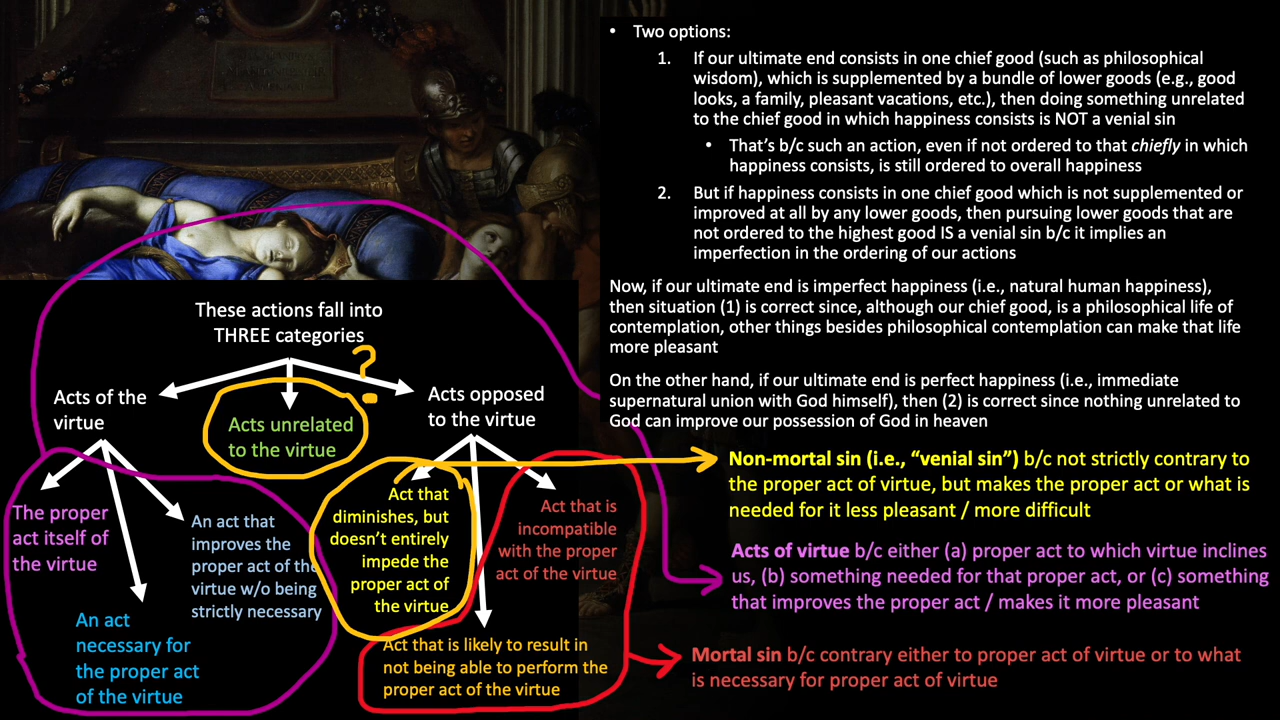 • Two options:
1. If our ultimate end consists in one chief good (such as philosophical
wisdom), which is supplemented by a bundle of lower goods (e.g., good
looks, a family, pleasant vacations, etc.), then doing something unrelated
to the chief good in which happiness consists is NOT a venial sin
• That’s b/c such an action, even if not ordered to that chiefly in which
happiness consists, is still ordered to overall happiness
2. But if happiness consists in one chief good which is not supplemented or
improved at all by any lower goods, then pursuing lower goods that are
not ordered to the highest good IS a venial sin b/c it implies an
imperfection in the ordering of our actions
Now, if our ultimate end is imperfect happiness (i.e., natural human happiness),
then situation (1) is correct since, although our chief good, is a philosophical life of
contemplation, other things besides philosophical contemplation can make that life
more pleasant
On the other hand, if our ultimate end is perfect happiness (i.e., immediate
supernatural union with God himself), then (2) is correct since nothing unrelated to
God can improve our possession of God in heaven
These actions fall into
THREE categories
?
Acts of the
virtue
Acts unrelated
to the virtue
Acts opposed
to the virtue
The proper
act itself of
the virtue
An act
necessary for
the proper act
of the virtue
An act that
improves the
proper act of the
virtue w/o being
strictly necessary
Act that
diminishes, but
doesn’t entirely
impede the
proper act of
the virtue
Act that is likely to result in
not being able to perform the
proper act of the virtue
Act that is
incompatible
with the proper
act of the virtue
Non-mortal sin (i.e., “venial sin”) b/c not strictly contrary to
the proper act of virtue, but makes the proper act or what is
needed for it less pleasant / more difficult
Acts of virtue b/c either (a) proper act to which virtue inclines
us, (b) something needed for that proper act, or (c) something
that improves the proper act / makes it more pleasant
Mortal sin b/c contrary either to proper act of virtue or to what
is necessary for proper act of virtue